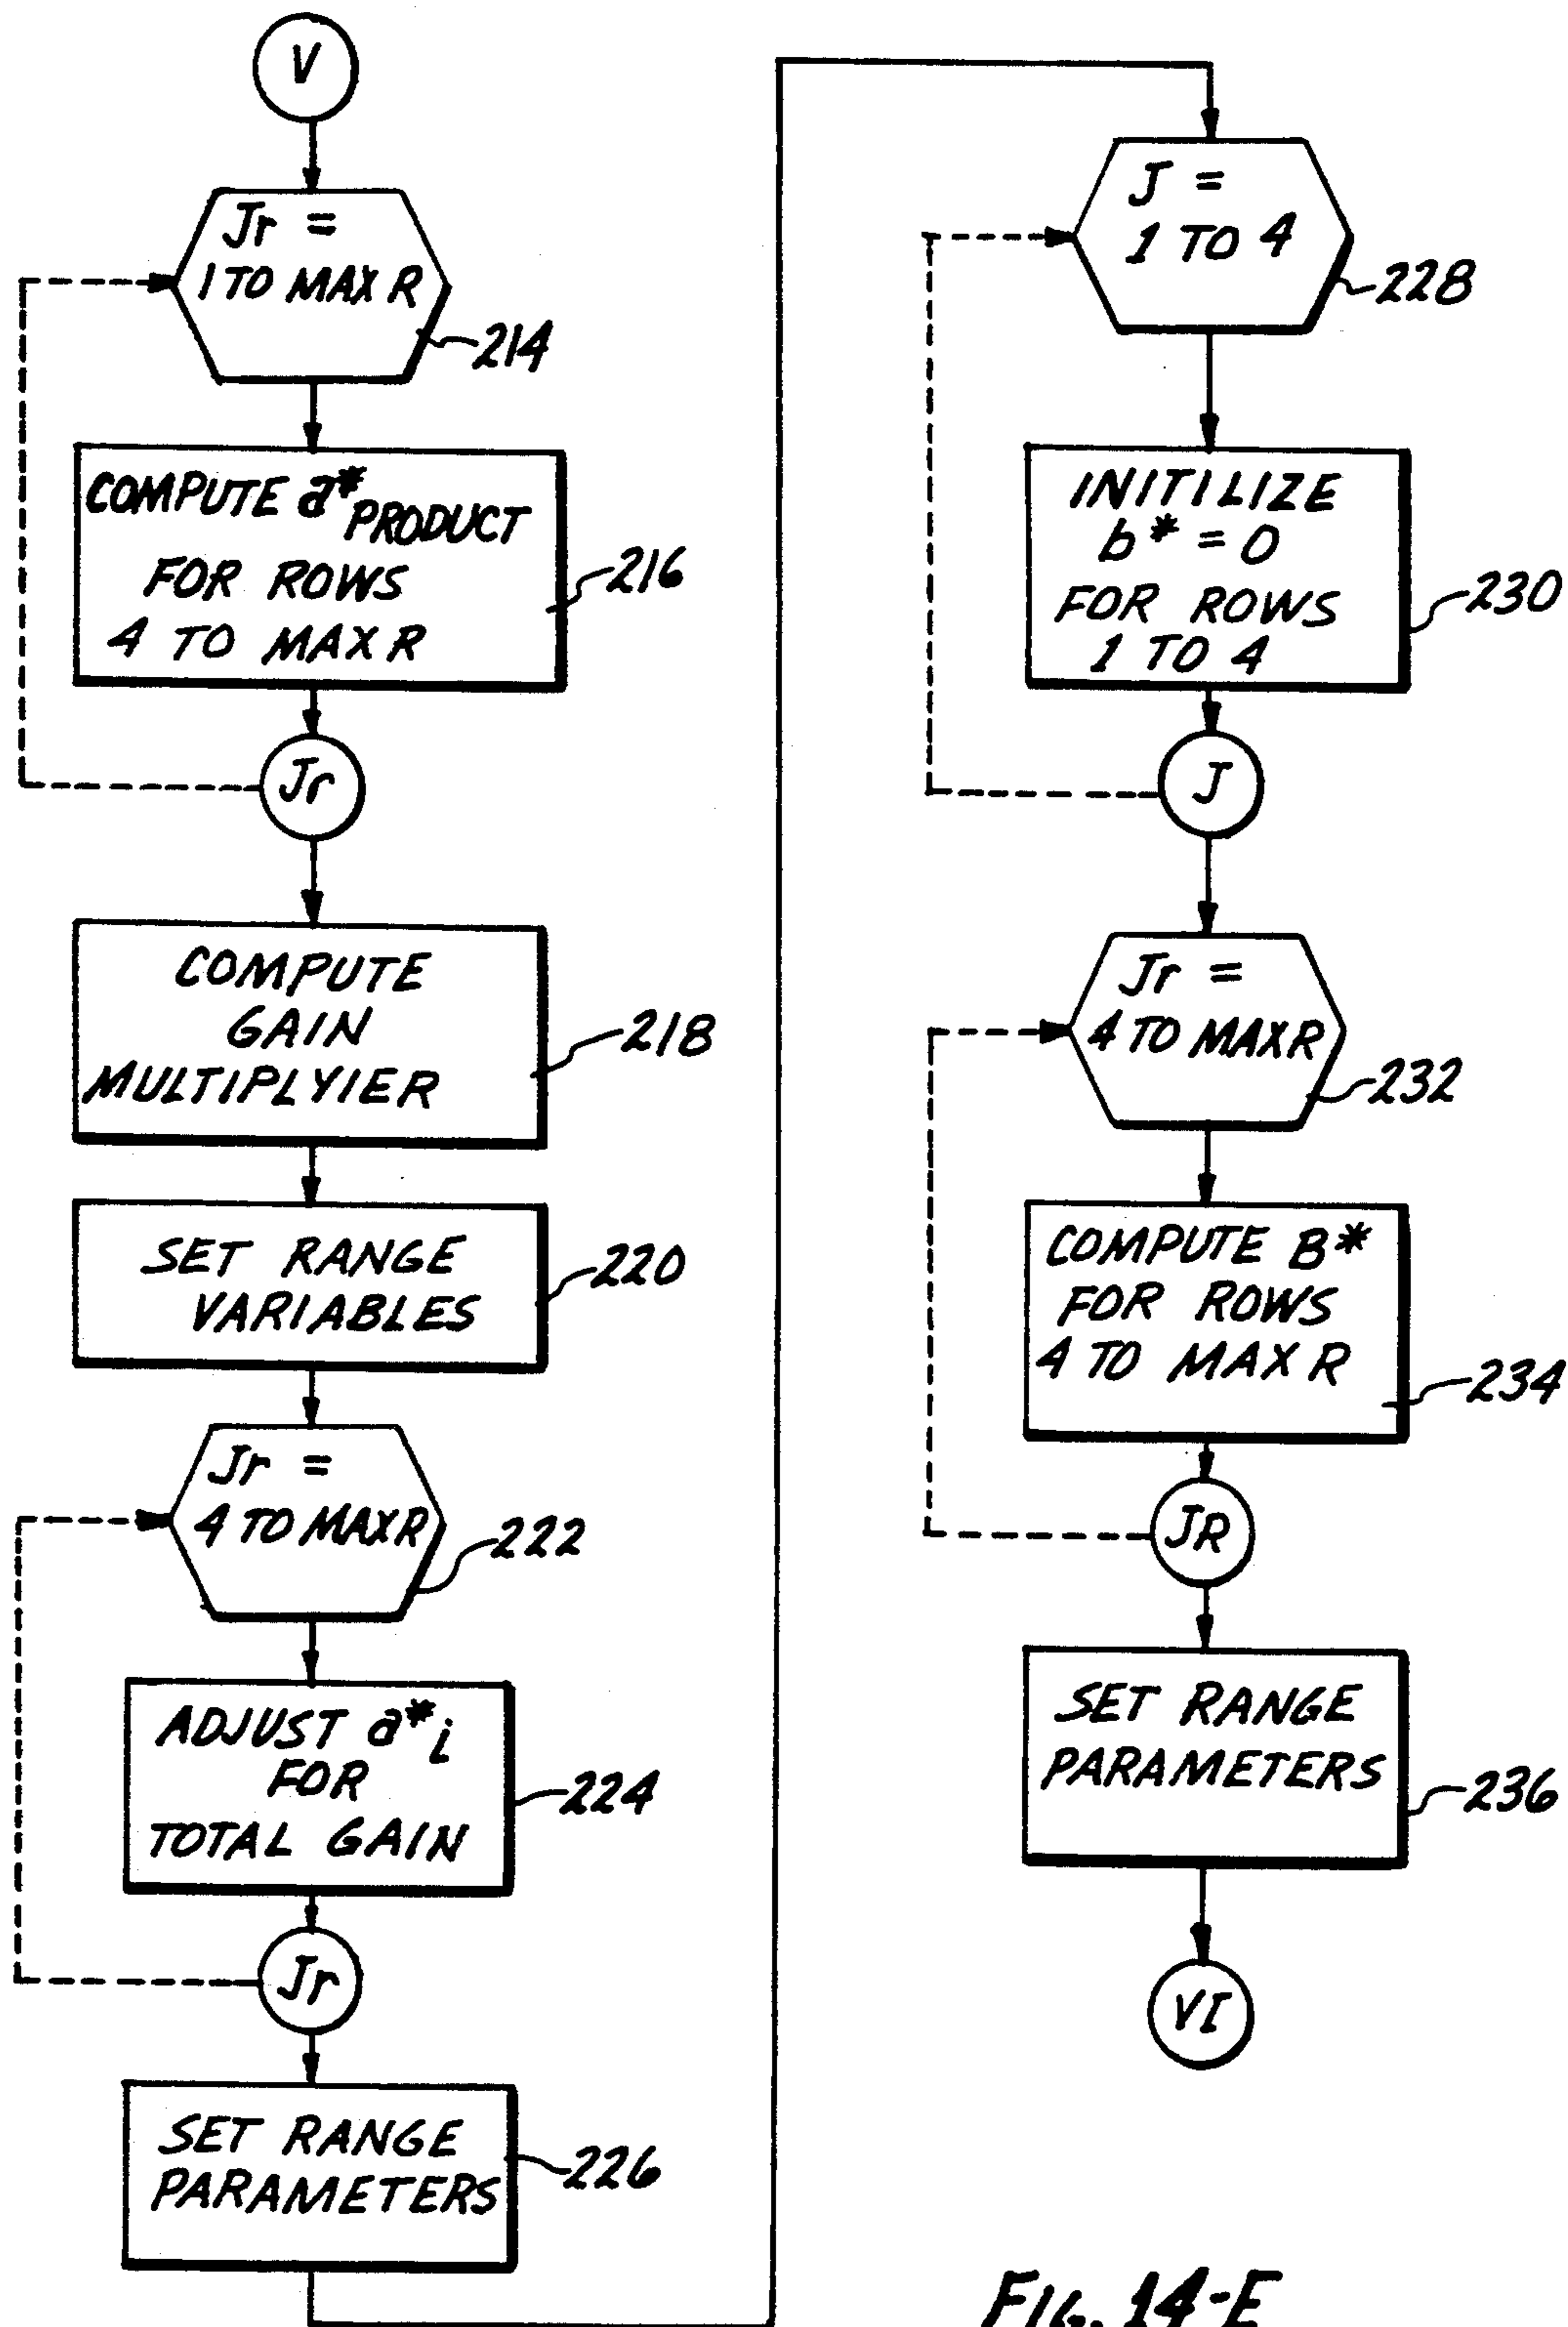 V
Jr =
1 TO MAX R
214
COMPUTE a* PRODUCT
FOR ROWS
4 TO MAX R
216
Jr
COMPUTE
GAIN
MULTIPLYIER
218
SET RANGE
VARIABLES
220
Jr =
4 TO MAX R
222
ADJUST a* i
FOR
TOTAL GAIN
224
Jr
SET RANGE
PARAMETERS
226
J =
1 TO 4
228
INITILIZE
b* = 0
FOR ROWS
1 TO 4
230
J
Jr =
4 TO MAX R
232
COMPUTE B*
FOR ROWS
4 TO MAX R
234
JR
SET RANGE
PARAMETERS
236
VI
FIG. 14-E